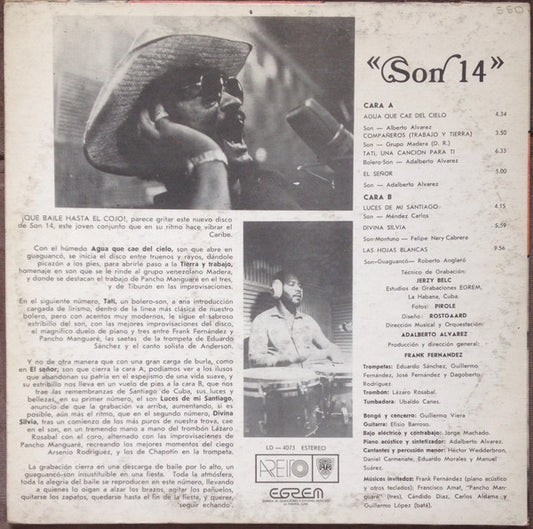 580
«Son 14»
CARA A
AGUA QUE CAE DEL CIELO 4.34
Son — Alberto Alvarez
COMPAÑEROS (TRABAJO Y TIERRA) 3.50
Son — Grupo Madera (D. R.)
TATI, UNA CANCION PARA TI 6.33
Bolero-Son — Adalberto Alvarez
EL SEÑOR 5.00
Son — Adalberto Alvarez
CARA B
LUCES DE MI SANTIAGO 4.15
Son — Méndez Carlos
DIVINA SILVIA 5.59
Son-Montuno — Felipe Nery Cabrera
LAS HOJAS BLANCAS 9.56
Son-Guaguancó — Roberto Angleró
Técnico de Grabación:
JERZY BELC
Estudios de Grabaciones EGREM,
La Habana, Cuba.
Fotos: PIROLE
Diseño: ROSTGAARD
Dirección Musical y Orquestación:
ADALBERTO ALVAREZ
Producción y dirección general:
FRANK FERNANDEZ
Trompetas: Eduardo Sánchez, Guillermo
Fernández, José Fernández y Dagoberto
Rodríguez.
Trombón: Lázaro Rosabal.
Tumbadora: Ubaldo Canes.
Bongó y cencerro: Guillermo Viera
Guitarra: Eliseo Barroso.
Bajo eléctrico y contrabajo: Jorge Machado.
Piano acústico y sintetizador: Adalberto Alvarez.
Cantantes y percusión menor: Héctor Wedderbron,
Daniel Carmenate, Eduardo Morales y Manuel
Suárez.
Músicos invitados: Frank Fernández (piano acústico
y otros teclados); Francisco Amat, "Pancho Man-
guaré" (tres), Cándido Díaz, Carlos Aldama y
Guillermo López (batá).
¡QUE BAILE HASTA EL COJO!, parece gritar este nuevo disco
de Son 14, este joven conjunto que en su ritmo hace vibrar el
Caribe.
Con el húmedo Agua que cae del cielo, son que abre en
guaguancó, se inicia el disco entre truenos y rayos, dándole
picazón a los pies, para abrirle paso a la Tierra y trabajo,
homenaje en son que se le rinde al grupo venezolano Madera,
y donde se destacan el trabajo de Pancho Manguaré en el tres,
y de Tiburón en las improvisaciones.
En el siguiente número, Tati, un bolero-son, a una introducción
cargada de lirismo, dentro de la línea más clásica de nuestro
bolero, pero con acentos muy modernos, le sigue el sabroso
estribillo del son, con las mejores improvisaciones del disco,
el magnífico duelo de piano y tres entre Frank Fernández y
Pancho Manguaré, las saetas de la trompeta de Eduardo
Sánchez y el canto solista de Anderson.
Y no de otra manera que con una gran carga de burla, como
en El señor, son que cierra la cara A, podíamos ver a los ilusos
que abandonan su patria en el espejismo de una vida suave, y
su estribillo nos lleva en un vuelo de pies a la cara B, que nos
trae las remembranzas de Santiago de Cuba, sus luces y
bellezas, en su primer número, el son Luces de mi Santiago,
anuncio de que la grabación va arriba, aumentando, si es
posible, aún más el ritmo, que en el segundo número, Divina
Silvia, tras un comienzo de los más puros de nuestra trova, cae
en el son, en un tremendo mano a mano del trombón Lázaro
Rosabal con el coro, alternado con las improvisaciones de
Pancho Manguaré, recreando los mejores momentos del ciego
Arsenio Rodríguez, y los de Chapotín en la trompeta.
La grabación cierra en una descarga de baile por lo alto, un
guaguancó-son insustituible en una fiesta. Toda la atmósfera,
toda la alegría del baile se reproducen en este número, llevando
a quienes lo oigan a alzar los brazos, agitar los pañuelos,
quitarse los zapatos, quedarse hasta el fin de la fiesta, y querer,
'seguir echando'.
LD — 4073 ESTEREO
AREITO
EGREM